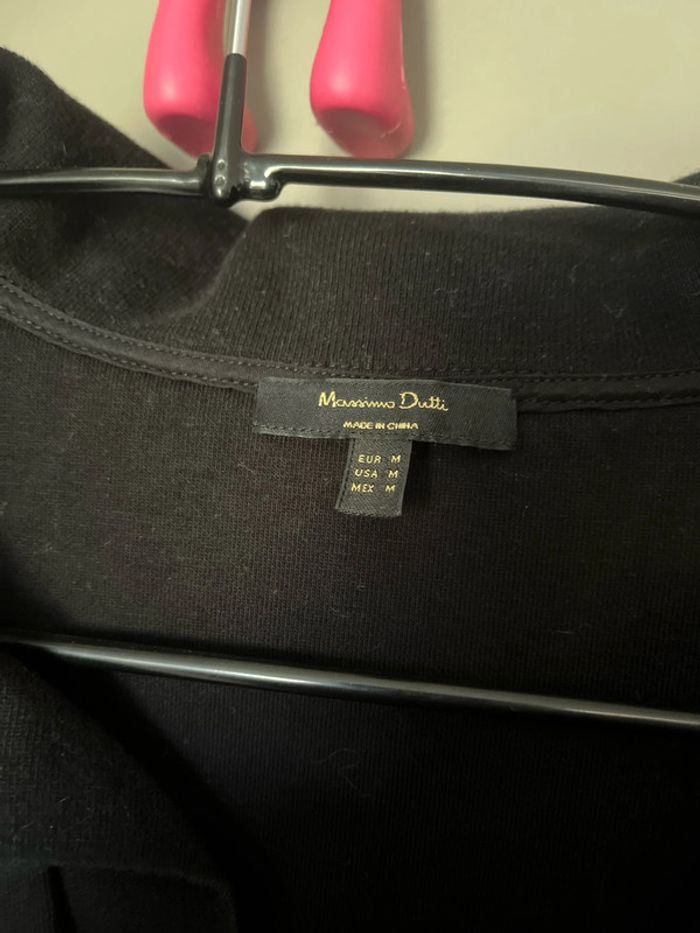 Massimo Dutti
MADE IN CHINA
EUR M
USA M
MEX M